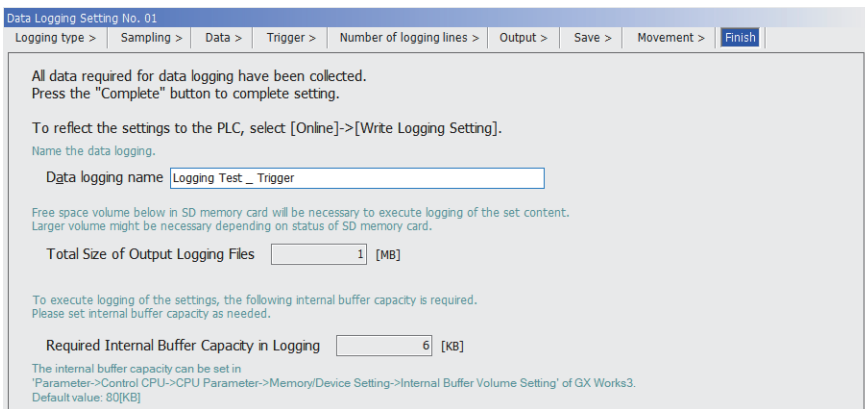 Data Logging Setting No. 01
Logging type > Sampling > Data > Trigger > Number of logging lines > Output > Save > Movement > Finish
All data required for data logging have been collected.
Press the "Complete" button to complete setting.
To reflect the settings to the PLC, select [Online]->[Write Logging Setting].
Name the data logging.
Data logging name Logging Test _ Trigger
Free space volume below in SD memory card will be necessary to execute logging of the set content.
Larger volume might be necessary depending on status of SD memory card.
Total Size of Output Logging Files 1 [MB]
To execute logging of the settings, the following internal buffer capacity is required.
Please set internal buffer capacity as needed.
Required Internal Buffer Capacity in Logging 6 [KB]
The internal buffer capacity can be set in
'Parameter->Control CPU->CPU Parameter->Memory/Device Setting->Internal Buffer Volume Setting' of GX Works3.
Default value: 80[KB]